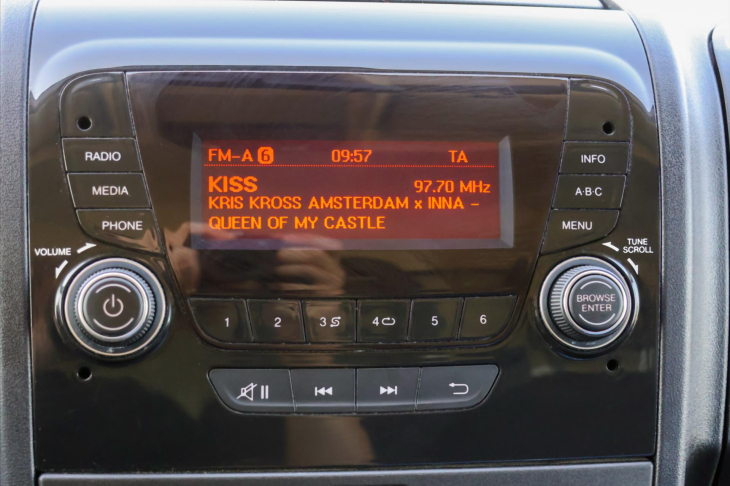 RADIO
MEDIA
PHONE
VOLUME
FM-A 6 09:57 TA
KISS 97.70 MHz
KRIS KROSS AMSTERDAM x INNA -
QUEEN OF MY CASTLE
INFO
A·B·C
MENU
TUNE
SCROLL
BROWSE
ENTER
1 2 3 4 5 6